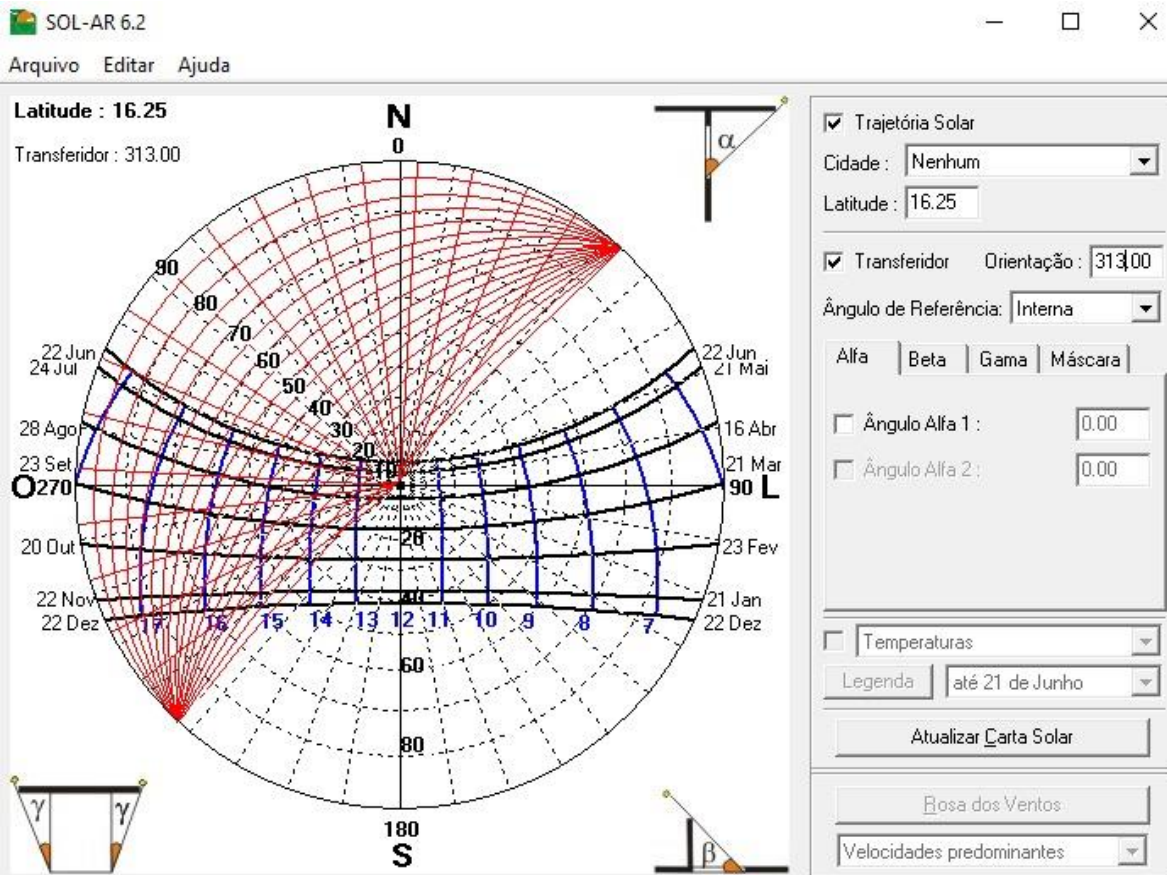 SOL-AR 6.2
Arquivo Editar Ajuda
Latitude : 16.25
Transferidor : 313.00
N
0
α
90
80
70
60
50
40
30
20
10
22 Jun
24 Jul
28 Ago
23 Set
O 270
20 Out
22 Nov
22 Dez
22 Jun
21 Mai
16 Abr
21 Mar
90 L
23 Fev
21 Jan
22 Dez
20
40
17 16 15 14 13 12 11 10 9 8 7
60
80
180
S
γ γ
β
Trajetória Solar
Cidade : Nenhum
Latitude : 16.25
Transferidor Orientação : 313.00
Ângulo de Referência: Interna
Alfa Beta Gama Máscara
Ângulo Alfa 1 : 0.00
Ângulo Alfa 2 : 0.00
Temperaturas
Legenda até 21 de Junho
Atualizar Carta Solar
Rosa dos Ventos
Velocidades predominantes